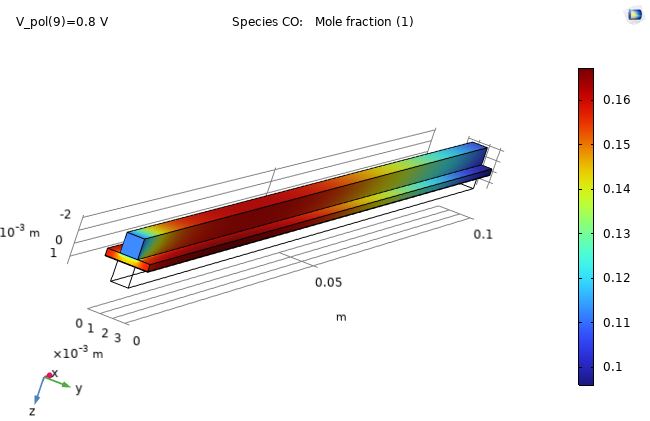 V_pol(9)=0.8 V Species CO: Mole fraction (1)
0.16
0.15
0.14
0.13
0.12
0.11
0.1
-2
0
1
10⁻³ m
0.1
0.05
m
0 1 2 3 0
×10⁻³ m
x
y
z